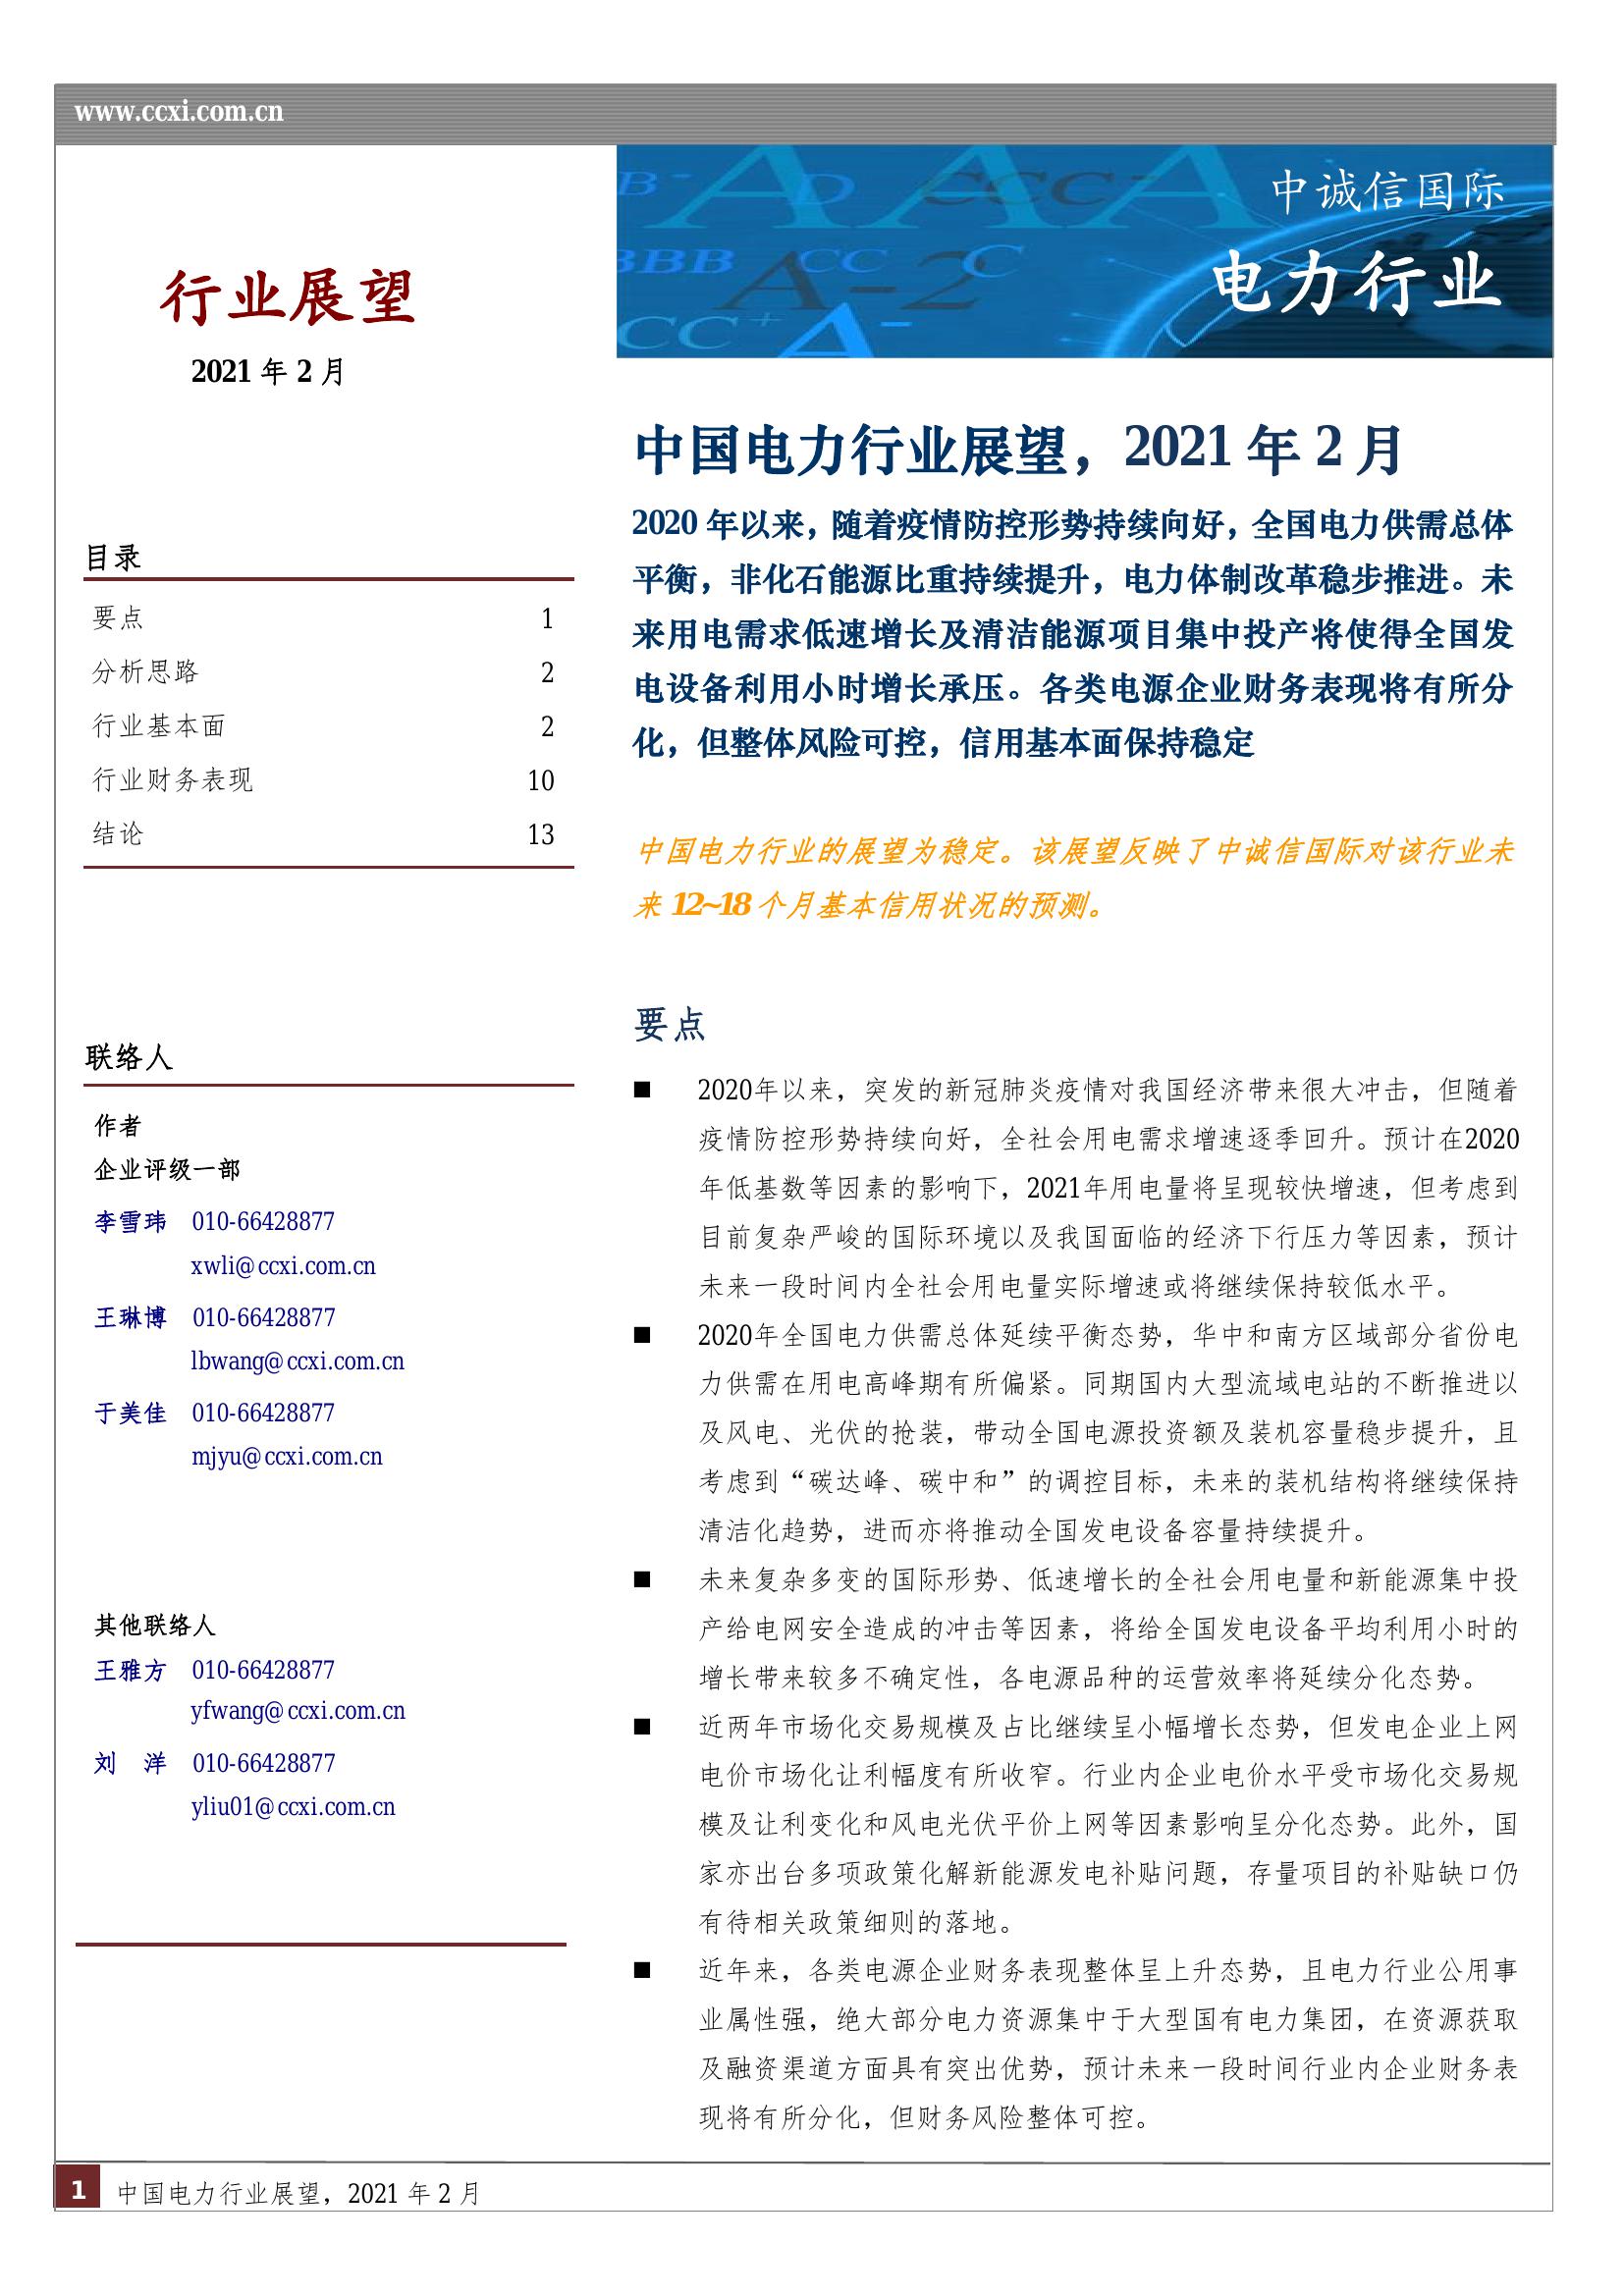 www.ccxi.com.cn
B- A D CCC- A A
BBB A-2 CC C
CC+ A-
中诚信国际
电力行业
行业展望
2021 年 2 月
目录
要点 1
分析思路 2
行业基本面 2
行业财务表现 10
结论 13
联络人
作者
企业评级一部
李雪玮 010-66428877
xwli@ccxi.com.cn
王琳博 010-66428877
lbwang@ccxi.com.cn
于美佳 010-66428877
mjyu@ccxi.com.cn
其他联络人
王雅方 010-66428877
yfwang@ccxi.com.cn
刘 洋 010-66428877
yliu01@ccxi.com.cn
中国电力行业展望，2021 年 2 月
2020 年以来，随着疫情防控形势持续向好，全国电力供需总体
平衡，非化石能源比重持续提升，电力体制改革稳步推进。未
来用电需求低速增长及清洁能源项目集中投产将使得全国发
电设备利用小时增长承压。各类电源企业财务表现将有所分
化，但整体风险可控，信用基本面保持稳定
中国电力行业的展望为稳定。该展望反映了中诚信国际对该行业未
来 12~18 个月基本信用状况的预测。
要点
■ 2020年以来，突发的新冠肺炎疫情对我国经济带来很大冲击，但随着
疫情防控形势持续向好，全社会用电需求增速逐季回升。预计在2020
年低基数等因素的影响下，2021年用电量将呈现较快增速，但考虑到
目前复杂严峻的国际环境以及我国面临的经济下行压力等因素，预计
未来一段时间内全社会用电量实际增速或将继续保持较低水平。
■ 2020年全国电力供需总体延续平衡态势，华中和南方区域部分省份电
力供需在用电高峰期有所偏紧。同期国内大型流域电站的不断推进以
及风电、光伏的抢装，带动全国电源投资额及装机容量稳步提升，且
考虑到“碳达峰、碳中和”的调控目标，未来的装机结构将继续保持
清洁化趋势，进而亦将推动全国发电设备容量持续提升。
■ 未来复杂多变的国际形势、低速增长的全社会用电量和新能源集中投
产给电网安全造成的冲击等因素，将给全国发电设备平均利用小时的
增长带来较多不确定性，各电源品种的运营效率将延续分化态势。
■ 近两年市场化交易规模及占比继续呈小幅增长态势，但发电企业上网
电价市场化让利幅度有所收窄。行业内企业电价水平受市场化交易规
模及让利变化和风电光伏平价上网等因素影响呈分化态势。此外，国
家亦出台多项政策化解新能源发电补贴问题，存量项目的补贴缺口仍
有待相关政策细则的落地。
■ 近年来，各类电源企业财务表现整体呈上升态势，且电力行业公用事
业属性强，绝大部分电力资源集中于大型国有电力集团，在资源获取
及融资渠道方面具有突出优势，预计未来一段时间行业内企业财务表
现将有所分化，但财务风险整体可控。
1 中国电力行业展望，2021 年 2 月